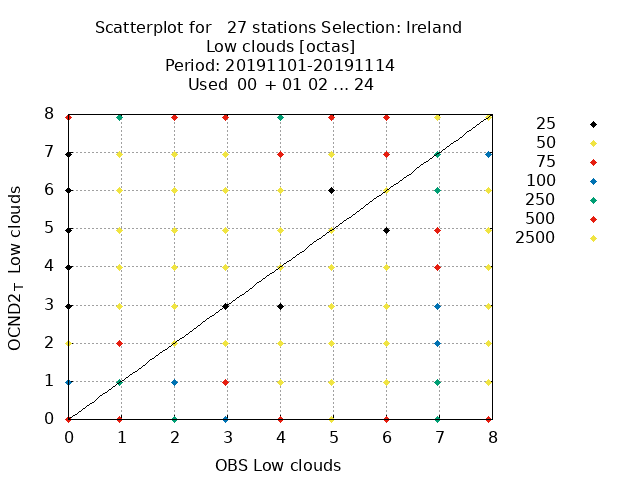 Scatterplot for   27 stations Selection: Ireland
Low clouds [octas]
Period: 20191101-20191114
Used  00 + 01 02 ... 24
25
50
75
100
250
500
2500
8
7
6
5
4
3
2
1
0
OCND2T Low clouds
0 1 2 3 4 5 6 7 8
OBS Low clouds